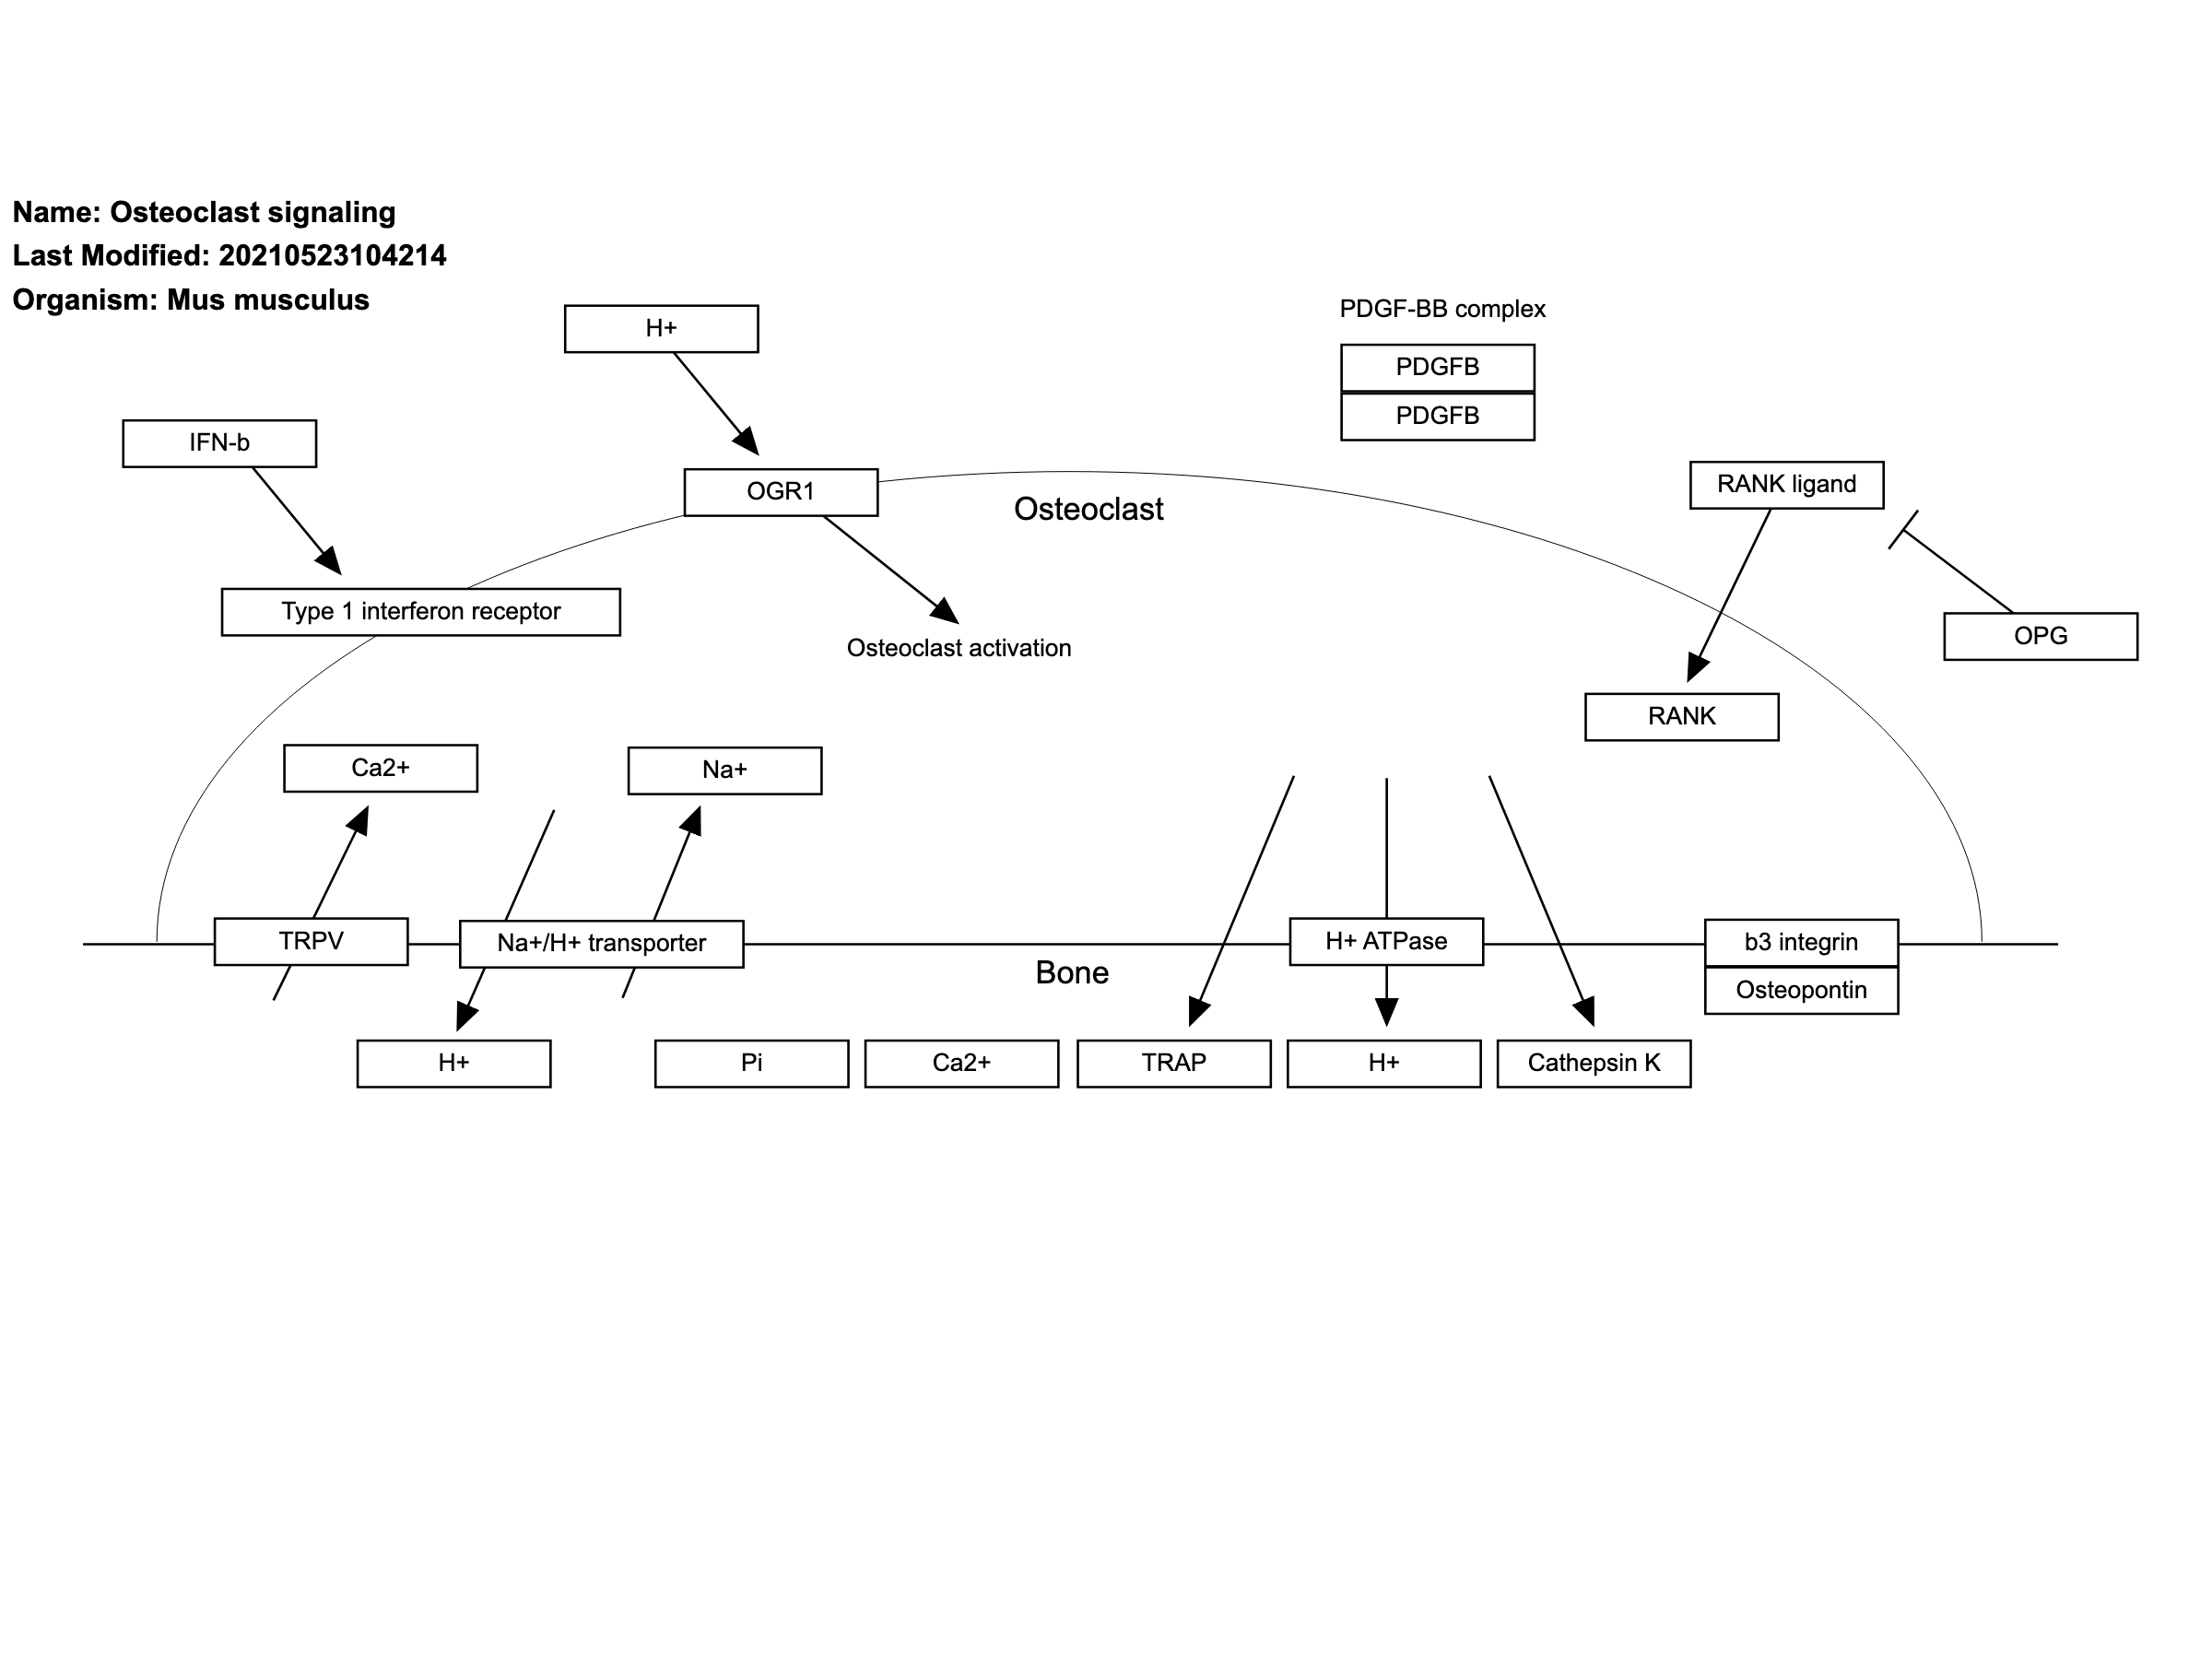 Name: Osteoclast signaling
Last Modified: 20210523104214
Organism: Mus musculus
H+
PDGF-BB complex
PDGFB
PDGFB
IFN-b
RANK ligand
OGR1
Osteoclast
Type 1 interferon receptor
OPG
Osteoclast activation
RANK
Ca2+
Na+
TRPV
Na+/H+ transporter
H+ ATPase
b3 integrin
Bone
Osteopontin
H+
Pi
Ca2+
TRAP
H+
Cathepsin K